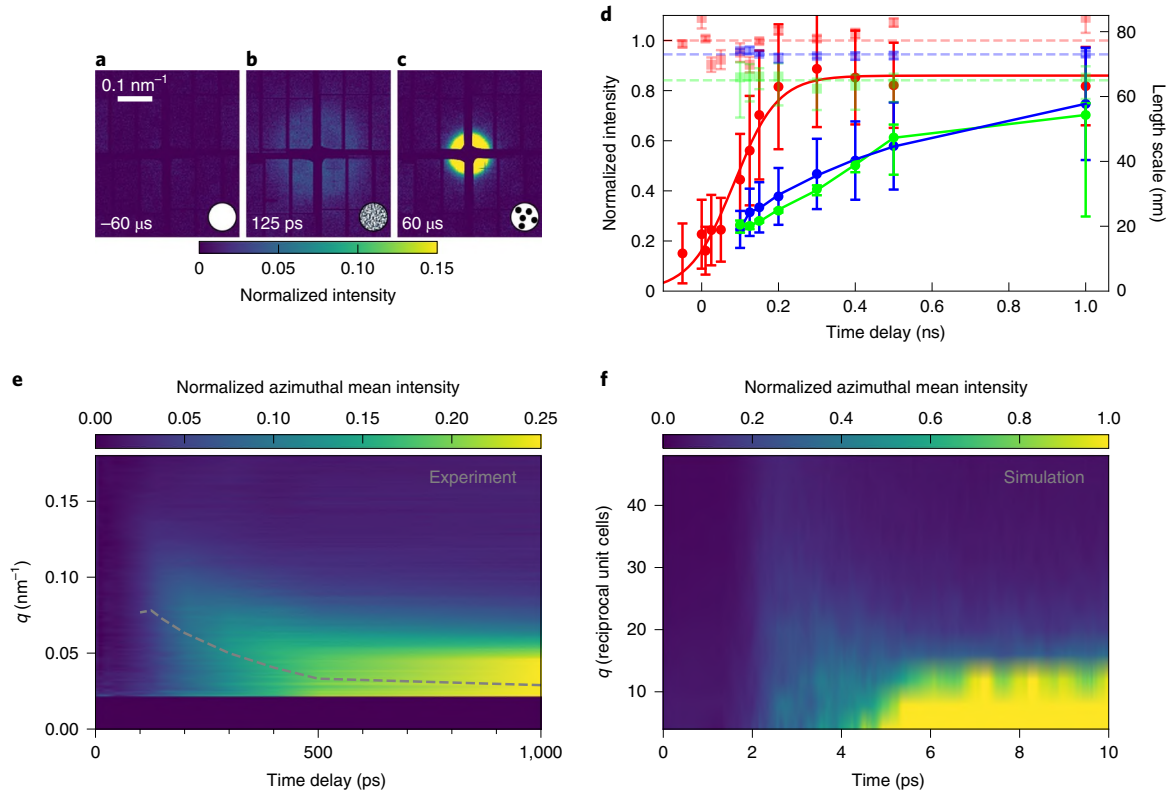 a
b
c
0.1 nm⁻¹
–60 µs
125 ps
60 µs
0 0.05 0.10 0.15
Normalized intensity
d
1.0
0.8
0.6
0.4
0.2
0
Normalized intensity
80
60
40
20
0
Length scale (nm)
0 0.2 0.4 0.6 0.8 1.0
Time delay (ns)
e
Normalized azimuthal mean intensity
0.00 0.05 0.10 0.15 0.20 0.25
Experiment
0.15
0.10
0.05
0.00
q (nm⁻¹)
0 500 1,000
Time delay (ps)
f
Normalized azimuthal mean intensity
0.0 0.2 0.4 0.6 0.8 1.0
Simulation
40
30
20
10
q (reciprocal unit cells)
0 2 4 6 8 10
Time (ps)